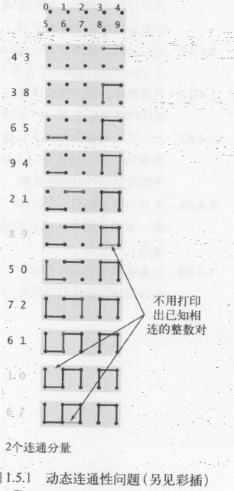 0 1 2 3 4
5 6 7 8 9
4 3
3 8
6 5
9 4
2 1
8 9
5 0
7 2
不用打印
出已知相
连的整数对
6 1
1 0
6 7
2个连通分量
1.5.1 动态连通性问题(另见彩插)